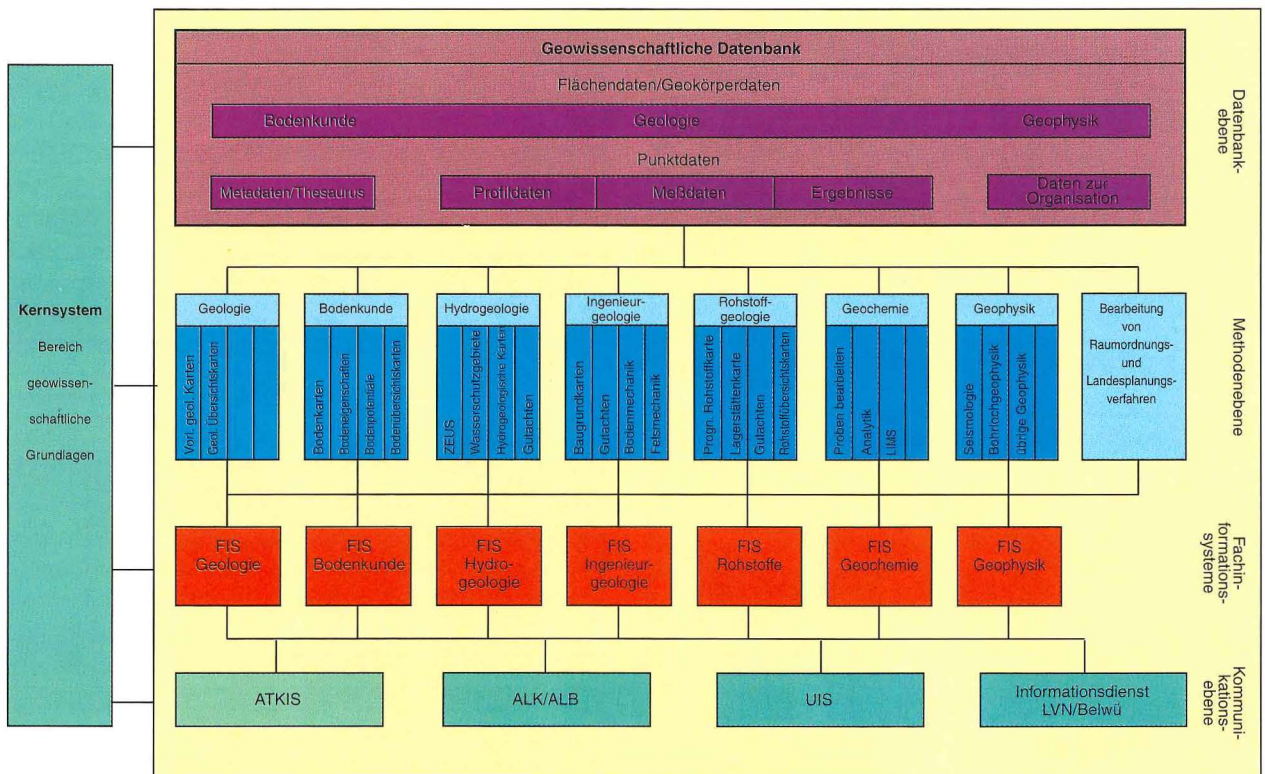 Geowissenschaftliche Datenbank
Flächendaten/Geokörperdaten
Bodenkunde
Geologie
Geophysik
Punktdaten
Metadaten/Thesaurus
Profildaten
Meßdaten
Ergebnisse
Daten zur
Organisation
Datenbank-
ebene
Kernsystem
Bereich
geowissen-
schaftliche
Grundlagen
Geologie
Vorl. geol. Karten
Geol. Übersichtskarten
Bodenkunde
Bodenkarten
Bodeneigenschaften
Bodenpotentiale
Bodenübersichtskarten
Hydrogeologie
ZEUS
Wasserschutzgebiete
Hydrogeologische Karten
Gutachten
Ingenieur-
geologie
Baugrundkarten
Gutachten
Bodenmechanik
Felsmechanik
Rohstoff-
geologie
Progn. Rohstoffkarte
Lagerstättenkarte
Gutachten
Rohstoffübersichtskarten
Geochemie
Proben bearbeiten
Analytik
LIMS
Geophysik
Seismologie
Bohrlochgeophysik
übrige Geophysik
Bearbeitung
von
Raumordnungs-
und
Landesplanungs-
verfahren
Methodenebene
FIS
Geologie
FIS
Bodenkunde
FIS
Hydro-
geologie
FIS
Ingenieur-
geologie
FIS
Rohstoffe
FIS
Geochemie
FIS
Geophysik
Fachin-
formations-
systeme
ATKIS
ALK/ALB
UIS
Informationsdienst
LVN/Belwü
Kommuni-
kations-
ebene